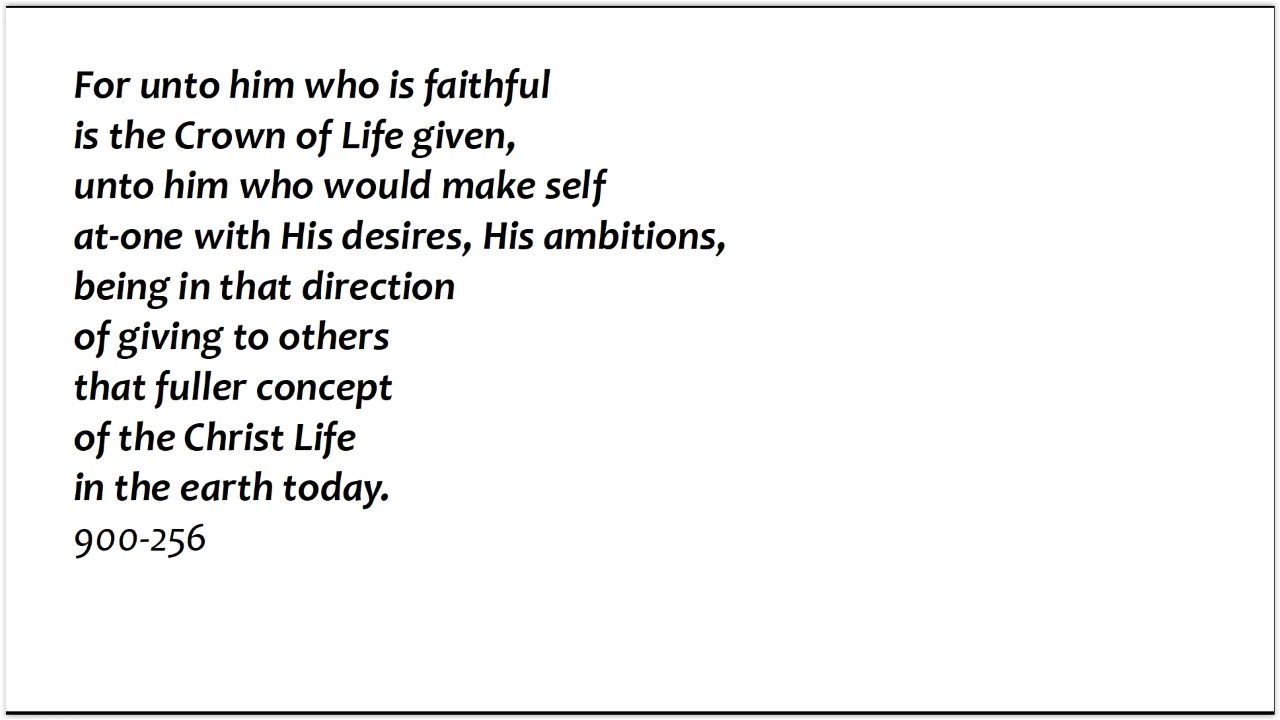 For unto him who is faithful
is the Crown of Life given,
unto him who would make self
at-one with His desires, His ambitions,
being in that direction
of giving to others
that fuller concept
of the Christ Life
in the earth today.
900-256